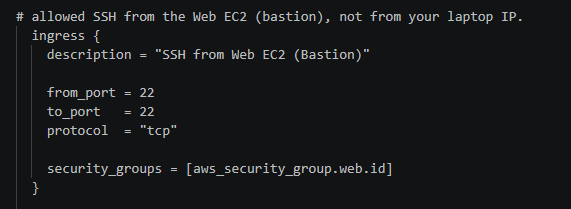 # allowed SSH from the Web EC2 (bastion), not from your laptop IP.
ingress {
description = "SSH from Web EC2 (Bastion)"
from_port = 22
to_port   = 22
protocol  = "tcp"
security_groups = [aws_security_group.web.id]
}